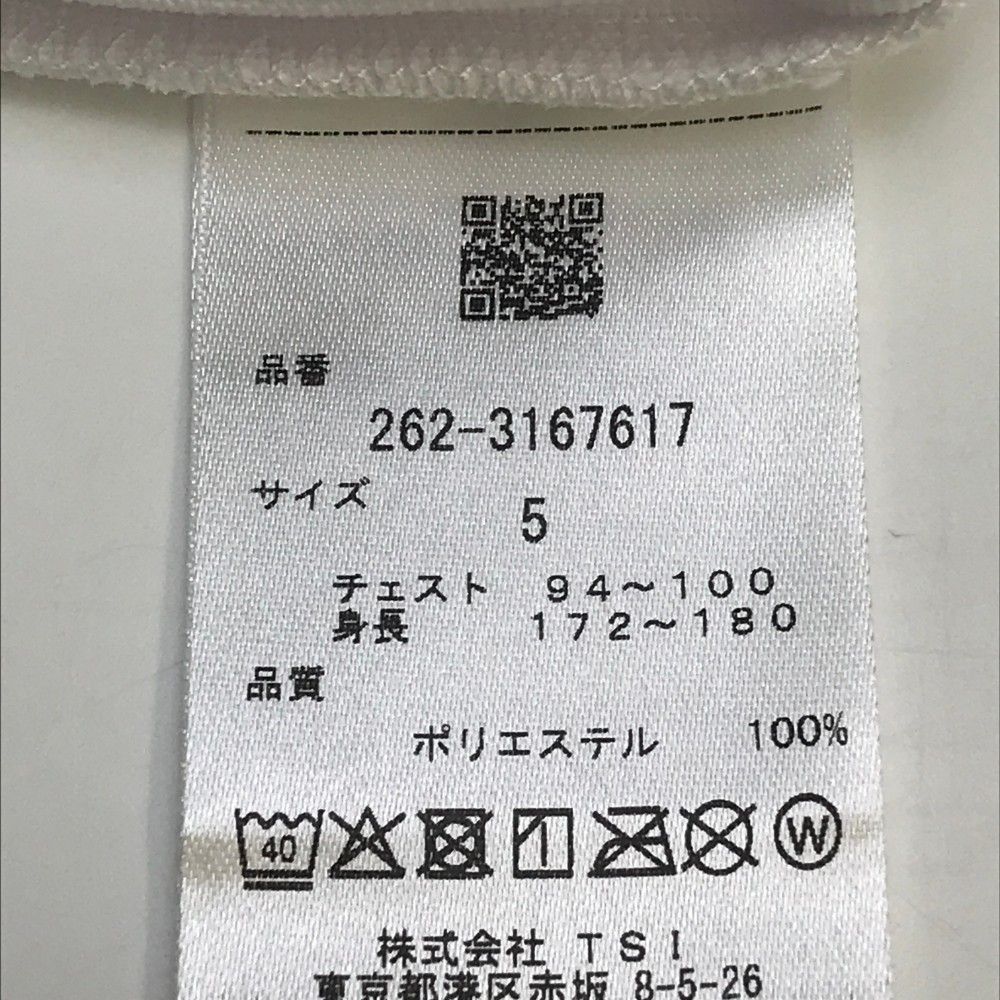 品番
262-3167617
サイズ
5
チェスト 94～100
身長 172～180
品質
ポリエステル 100%
40
W
株式会社 TSI
東京都港区赤坂 8-5-26